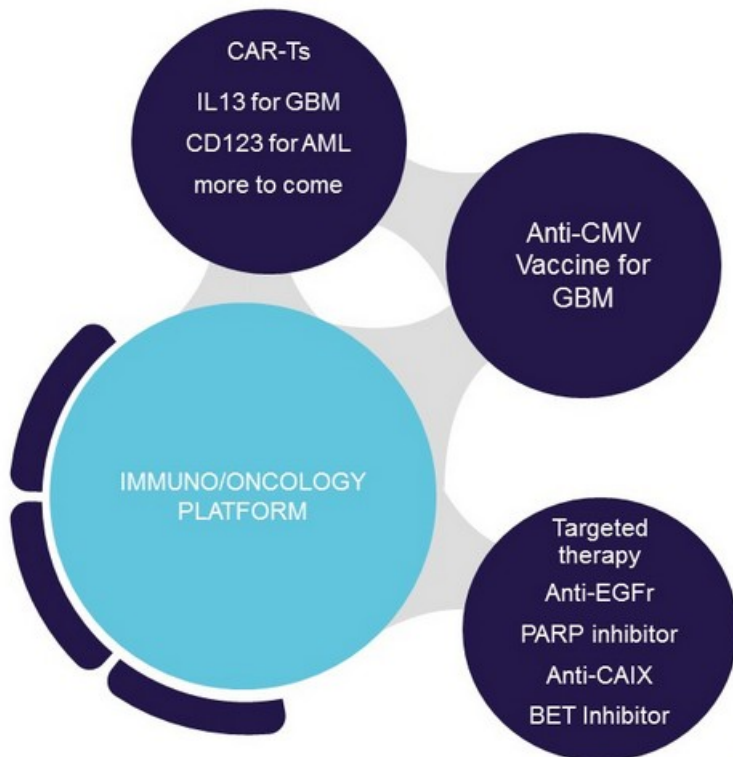 CAR-Ts
IL13 for GBM
CD123 for AML
more to come
Anti-CMV
Vaccine for
GBM
IMMUNO/ONCOLOGY
PLATFORM
Targeted
therapy
Anti-EGFr
PARP inhibitor
Anti-CAIX
BET Inhibitor